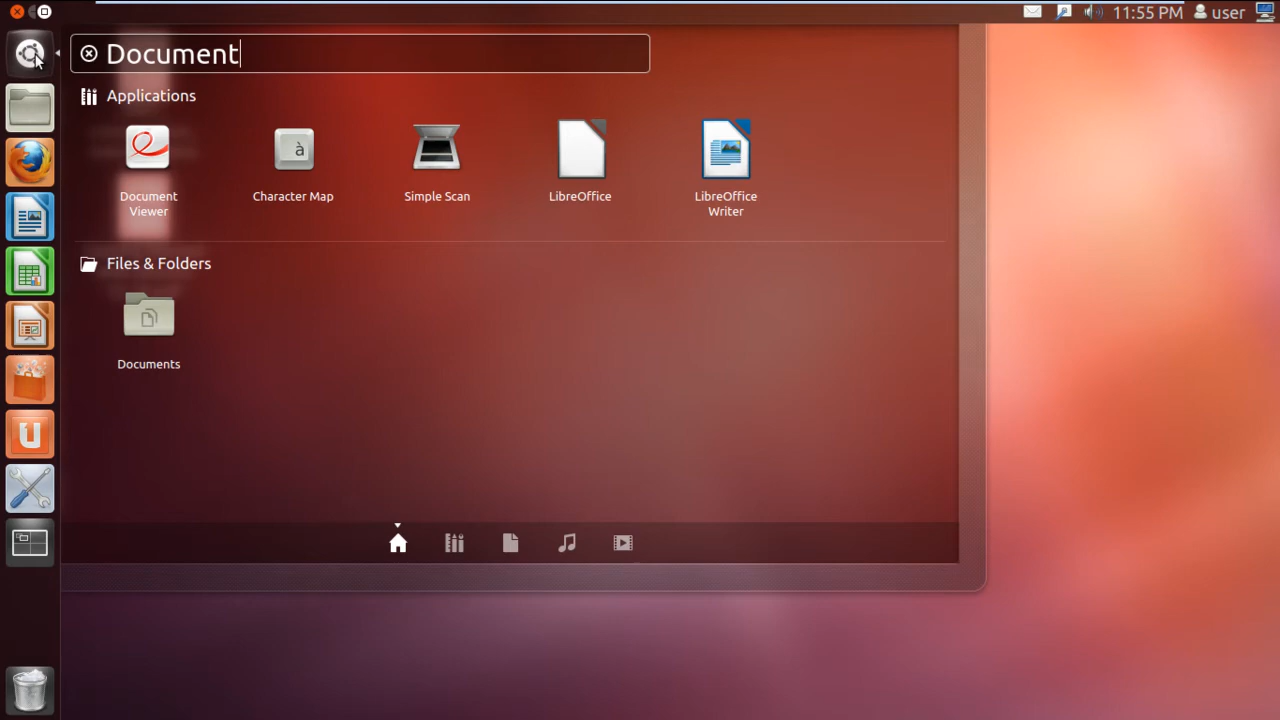 11:55 PM user
Document
Applications
à
Document
Viewer
Character Map
Simple Scan
LibreOffice
LibreOffice
Writer
Files & Folders
Documents